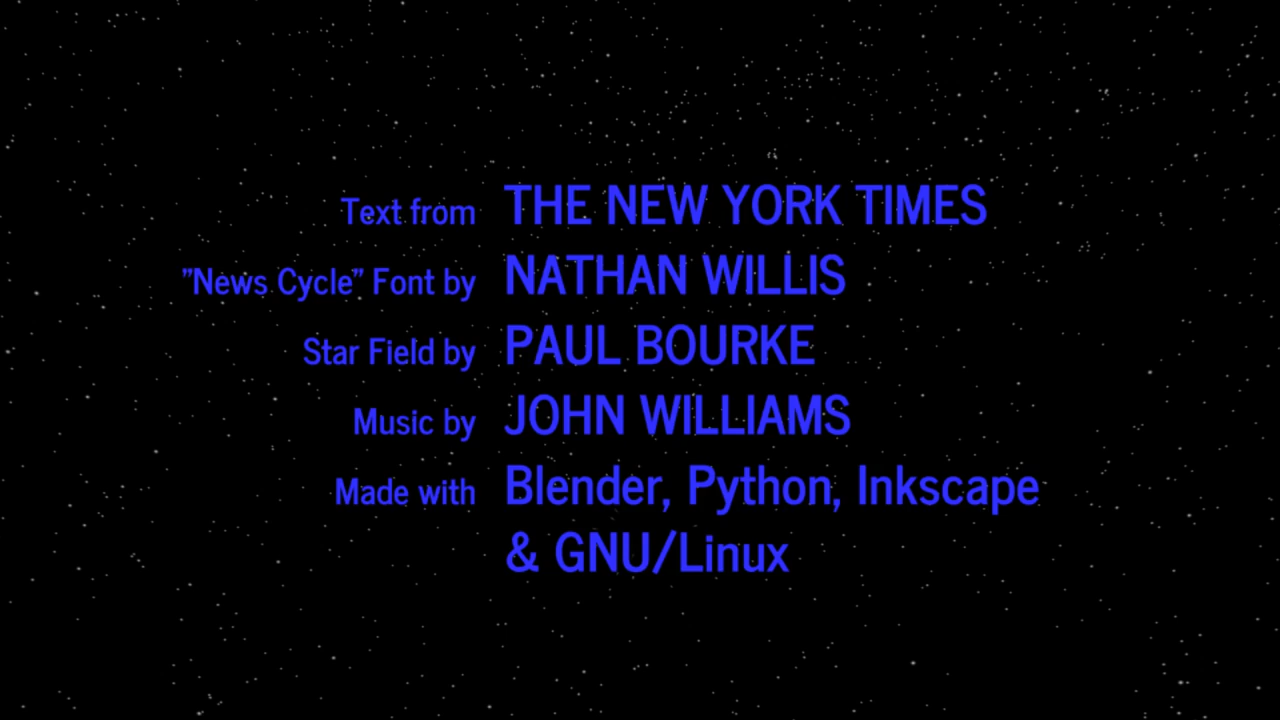 Text from THE NEW YORK TIMES
"News Cycle" Font by NATHAN WILLIS
Star Field by PAUL BOURKE
Music by JOHN WILLIAMS
Made with Blender, Python, Inkscape
& GNU/Linux